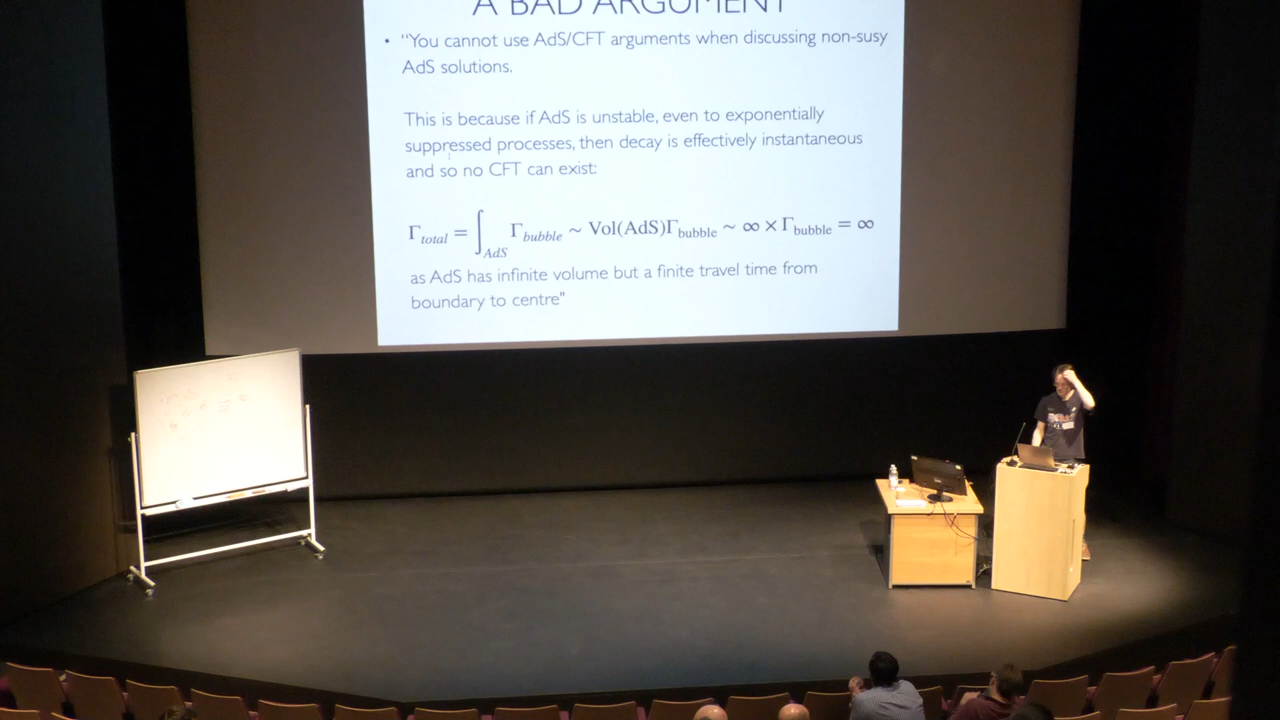 A BAD ARGUMENT
• "You cannot use AdS/CFT arguments when discussing non-susy
AdS solutions.
This is because if AdS is unstable, even to exponentially
suppressed processes, then decay is effectively instantaneous
and so no CFT can exist:
Γ_total = ∫_AdS Γ_bubble ~ Vol(AdS)Γ_bubble ~ ∞ × Γ_bubble = ∞
as AdS has infinite volume but a finite travel time from
boundary to centre"